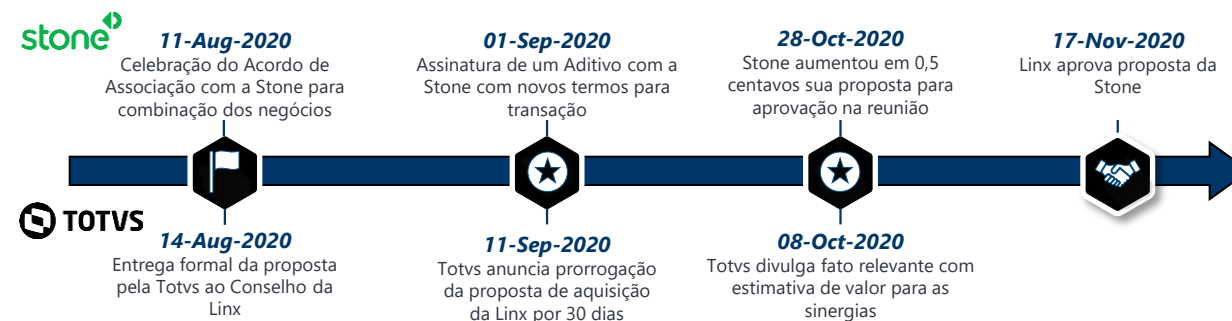 stone
11-Aug-2020
Celebração do Acordo de
Associação com a Stone para
combinação dos negócios
01-Sep-2020
Assinatura de um Aditivo com a
Stone com novos termos para
transação
28-Oct-2020
Stone aumentou em 0,5
centavos sua proposta para
aprovação na reunião
17-Nov-2020
Linx aprova proposta da
Stone
TOTVS
14-Aug-2020
Entrega formal da proposta
pela Totvs ao Conselho da
Linx
11-Sep-2020
Totvs anuncia prorrogação
da proposta de aquisição
da Linx por 30 dias
08-Oct-2020
Totvs divulga fato relevante com
estimativa de valor para as
sinergias